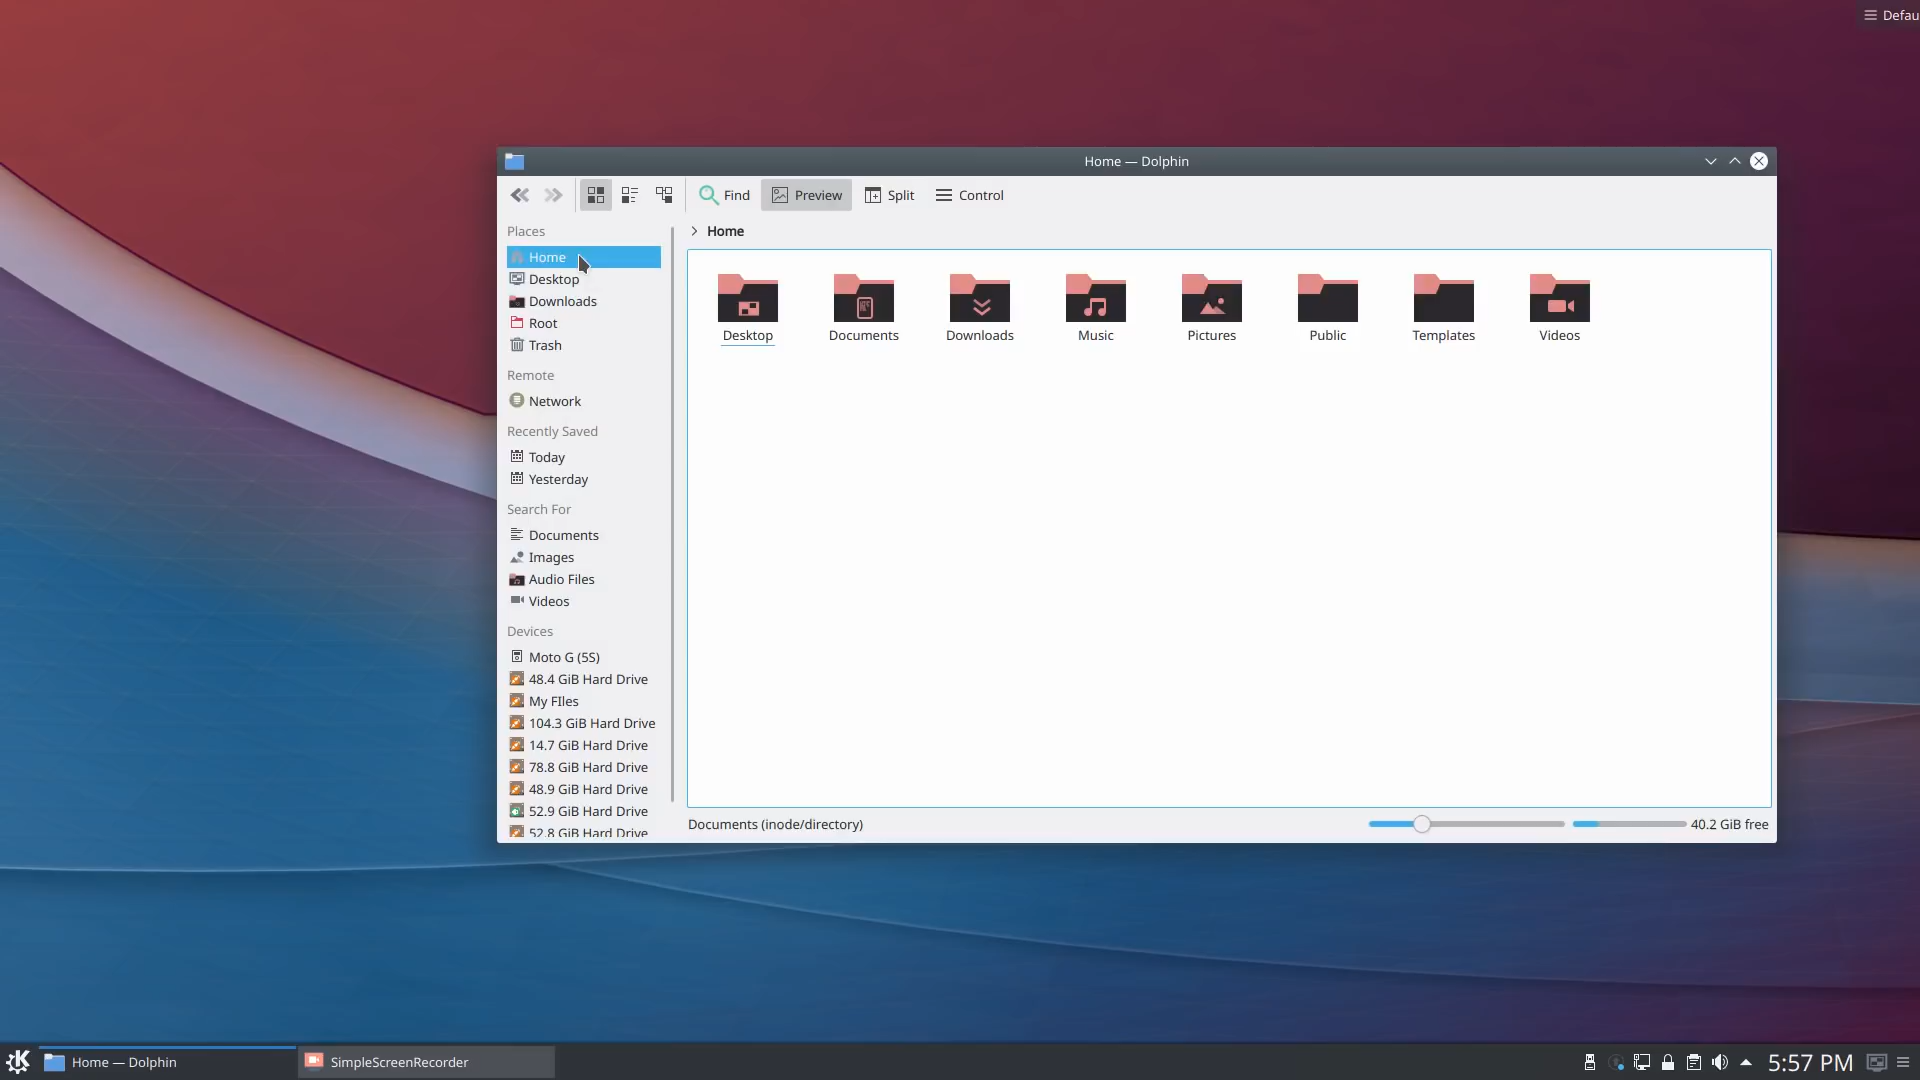 Defau
Home — Dolphin
Find
Preview
Split
Control
Places
Home
Desktop
Downloads
Root
Trash
Remote
Network
Recently Saved
Today
Yesterday
Search For
Documents
Images
Audio Files
Videos
Devices
Moto G (5S)
48.4 GiB Hard Drive
My FIles
104.3 GiB Hard Drive
14.7 GiB Hard Drive
78.8 GiB Hard Drive
48.9 GiB Hard Drive
52.9 GiB Hard Drive
52.8 GiB Hard Drive
Home
Desktop
Documents
Downloads
Music
Pictures
Public
Templates
Videos
Documents (inode/directory)
40.2 GiB free
Home — Dolphin
SimpleScreenRecorder
5:57 PM